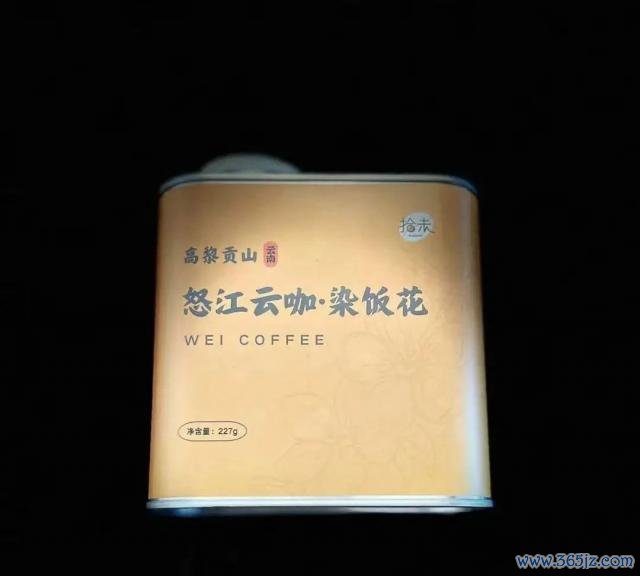 拾未
高黎贡山 云南
怒江云咖·染饭花
WEI COFFEE
净含量：227g
www.365jz.com